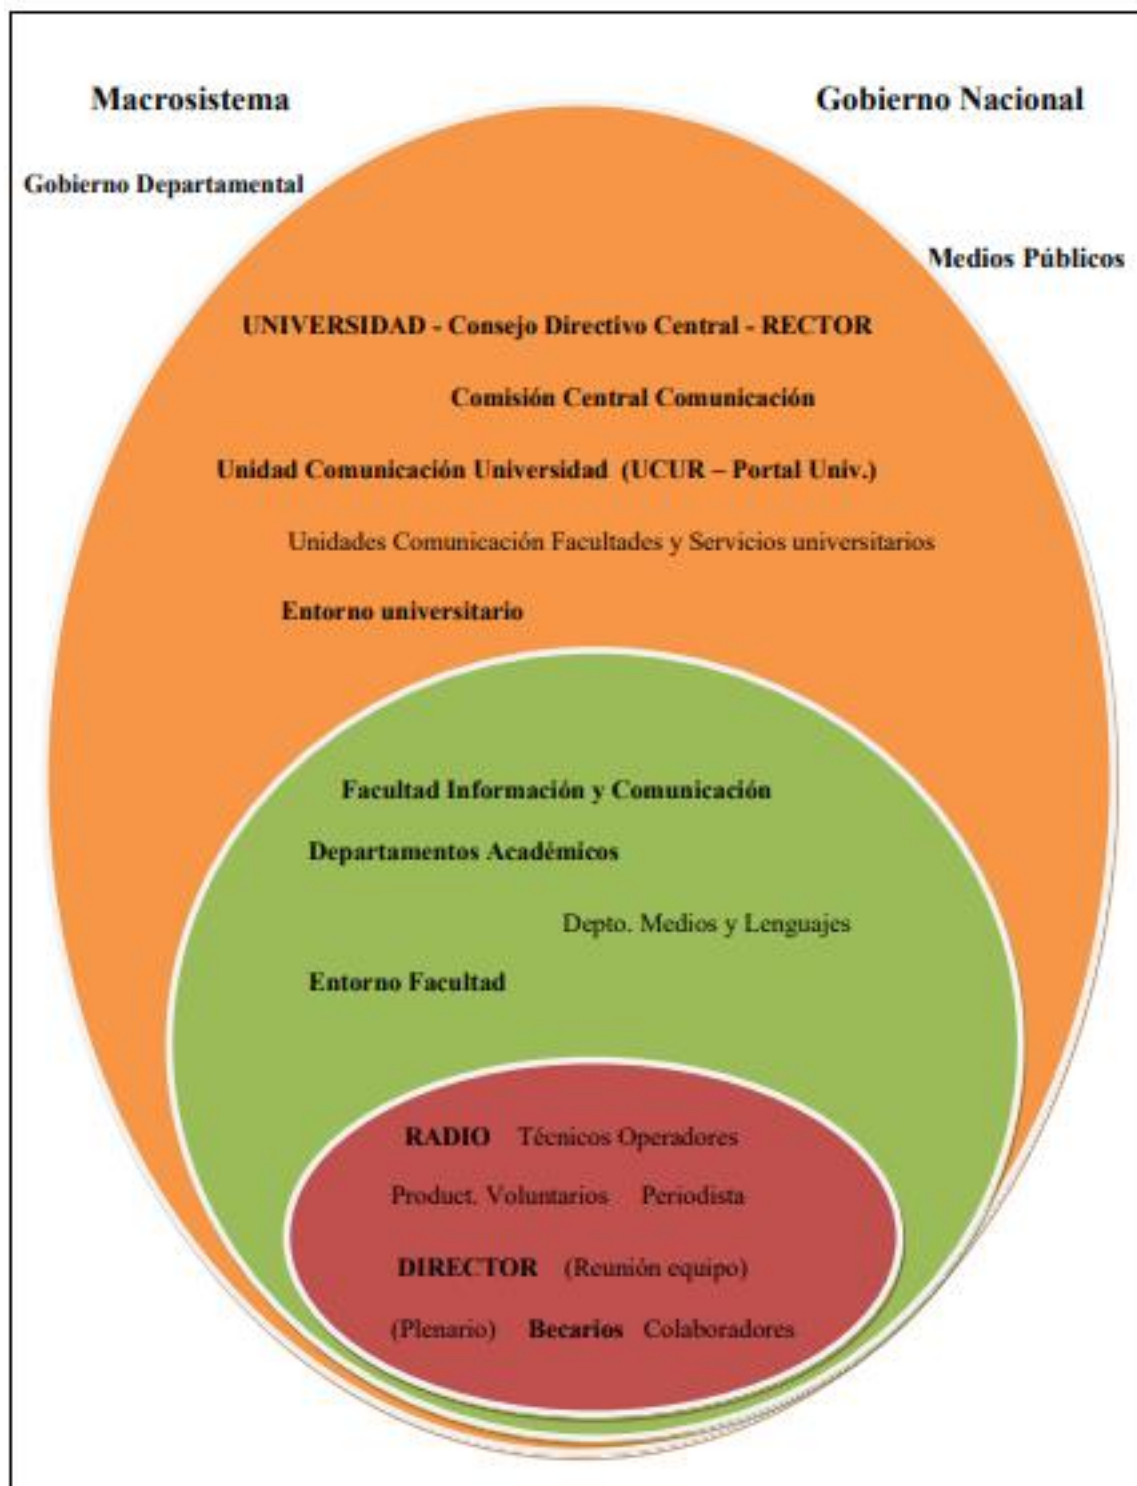 Macrosistema Gobierno Nacional
Gobierno Departamental
Medios Públicos
UNIVERSIDAD - Consejo Directivo Central - RECTOR
Comisión Central Comunicación
Unidad Comunicación Universidad (UCUR – Portal Univ.)
Unidades Comunicación Facultades y Servicios universitarios
Entorno universitario
Facultad Información y Comunicación
Departamentos Académicos
Depto. Medios y Lenguajes
Entorno Facultad
RADIO Técnicos Operadores
Product. Voluntarios Periodista
DIRECTOR (Reunión equipo)
(Plenario) Becarios Colaboradores